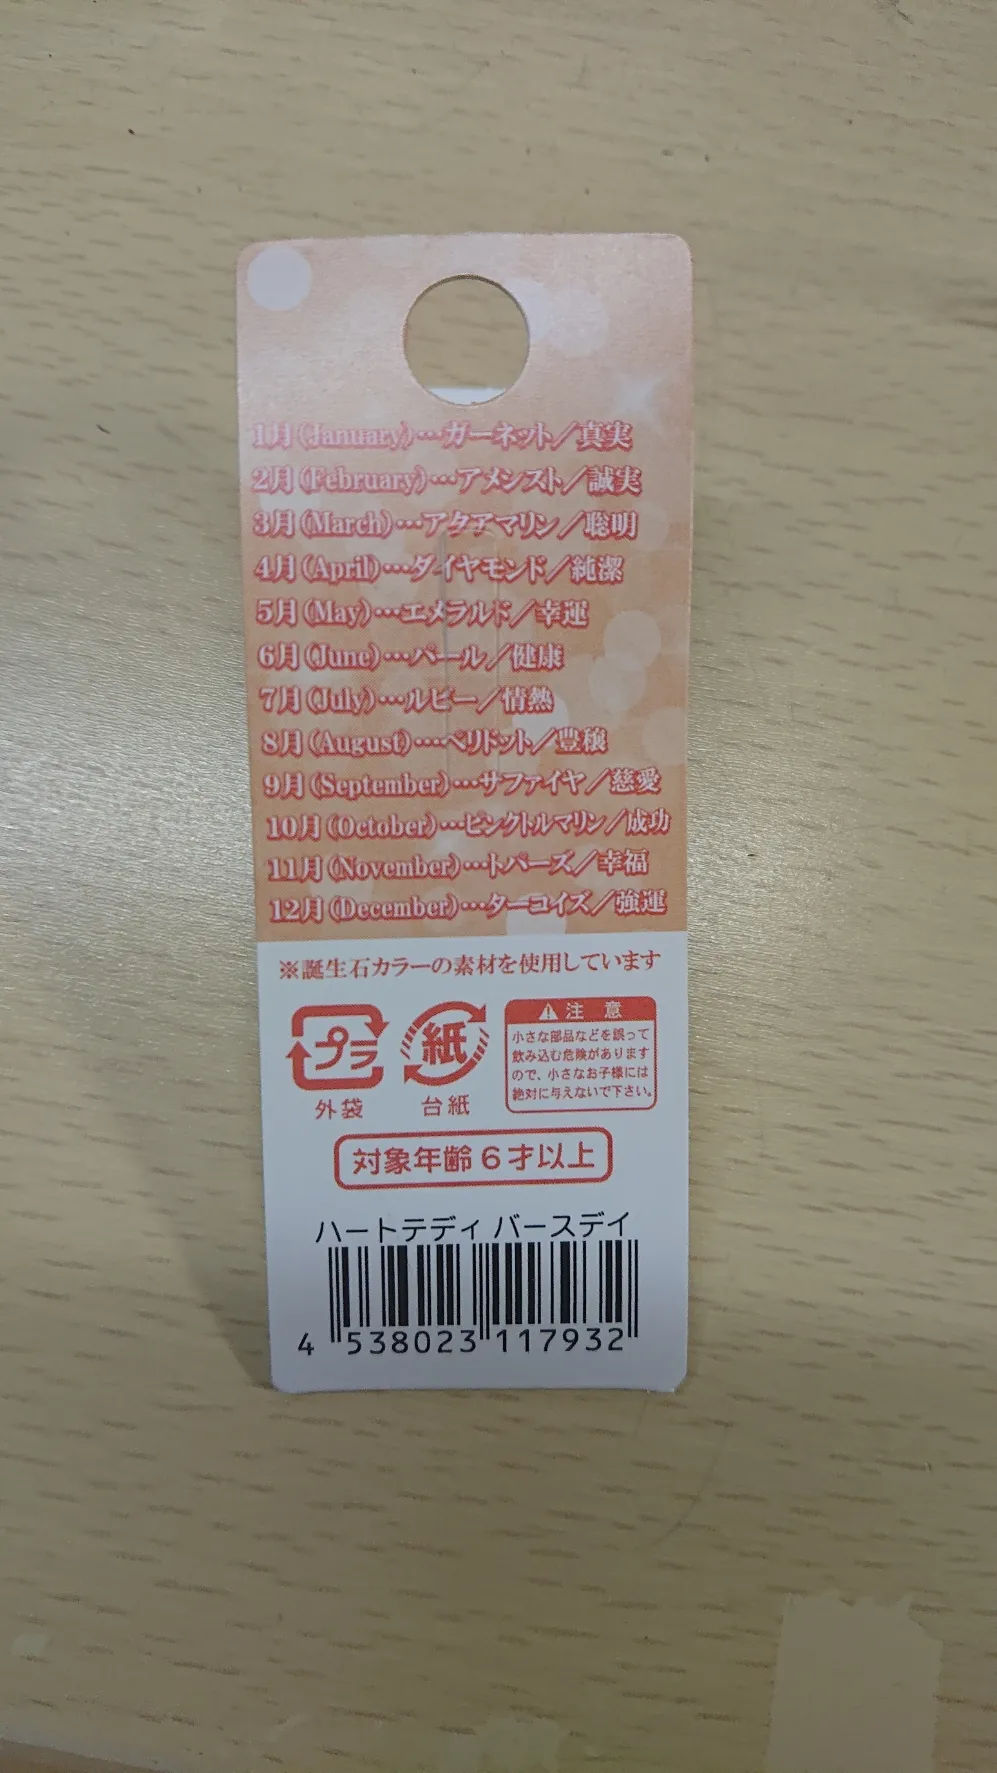 1月(January)…ガーネット／真実
2月(February)…アメシスト／誠実
3月(March)…アクアマリン／聡明
4月(April)…ダイヤモンド／純潔
5月(May)…エメラルド／幸運
6月(June)…パール／健康
7月(July)…ルビー／情熱
8月(August)…ペリドット／豊穣
9月(September)…サファイヤ／慈愛
10月(October)…ピンクトルマリン／成功
11月(November)…トパーズ／幸福
12月(December)…ターコイズ／強運
※誕生石カラーの素材を使用しています
プラ
外袋
紙
台紙
注意
小さな部品などを誤って
飲み込む危険があります
ので、小さなお子様には
絶対に与えないで下さい。
対象年齢6才以上
ハートテディ バースデイ
4 538023 117932